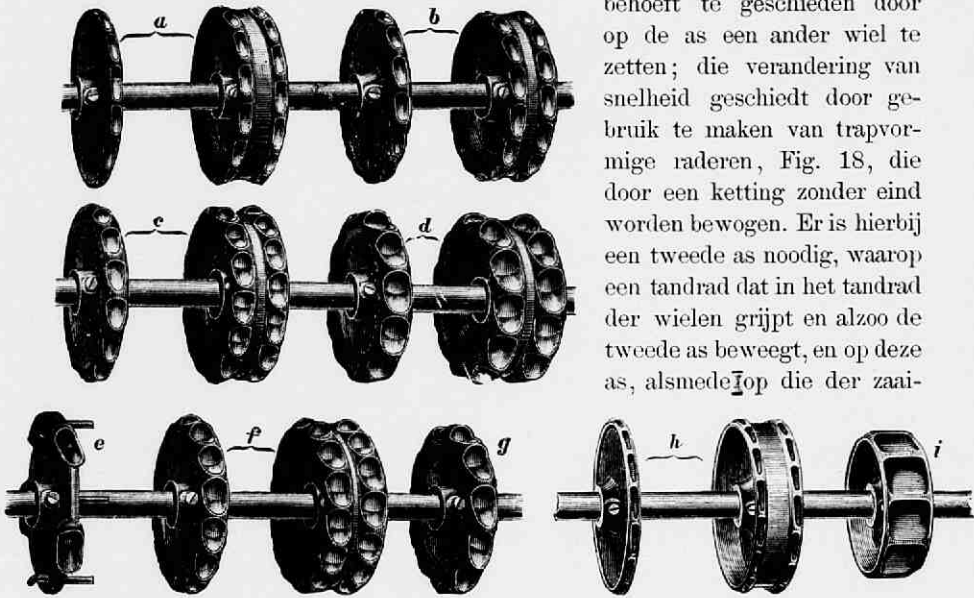 behoeft te geschieden door
op de as een ander wiel te
zetten; die verandering van
snelheid geschiedt door ge-
bruik te maken van trapvor-
mige raderen, Fig. 18, die
door een ketting zonder eind
worden bewogen. Er is hierbij
een tweede as noodig, waarop
een tandrad dat in het tandrad
der wielen grijpt en alzoo de
tweede as beweegt, en op deze
as, alsmede op die der zaai-
a b
c d
e f g h i